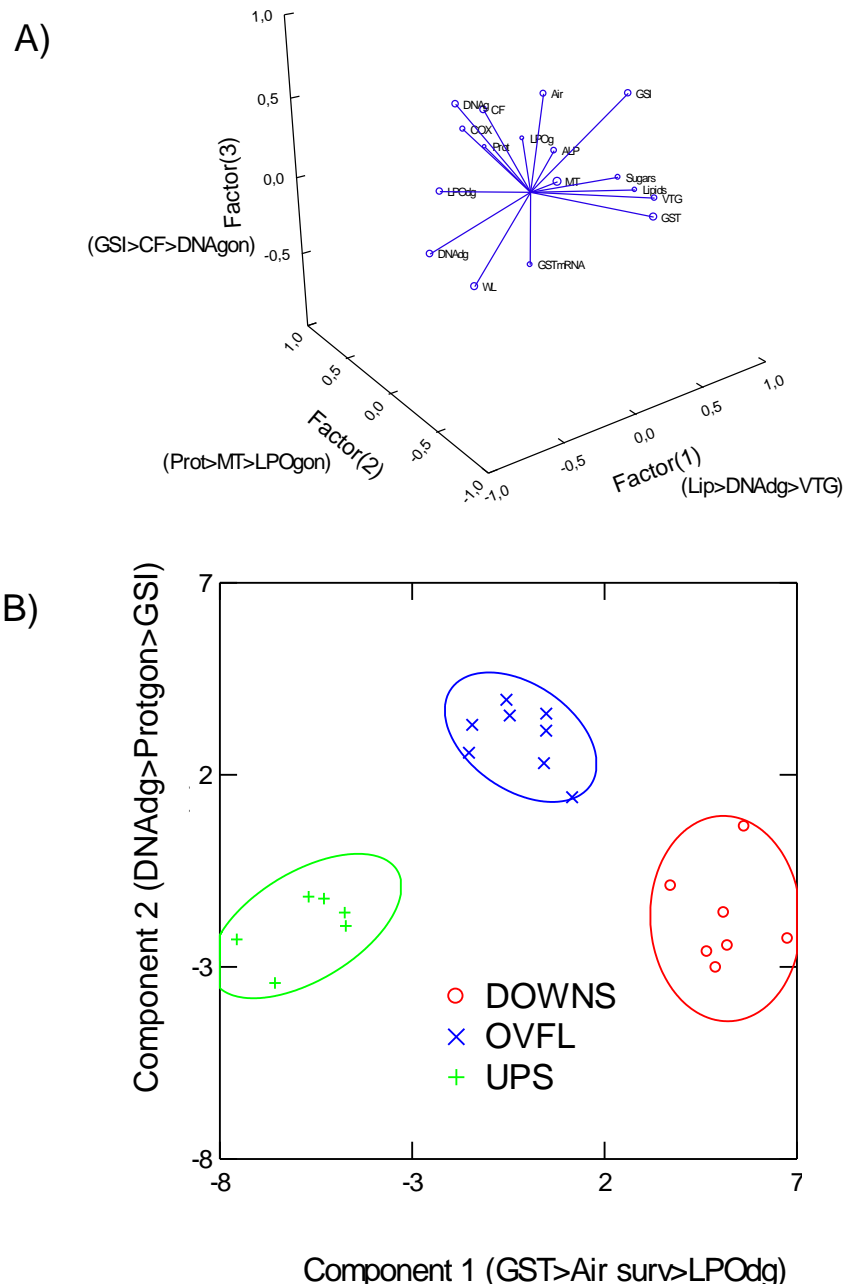 A)
1,0
0,5
0,0
-0,5
Factor(3)
(GSI>CF>DNAgon)
DNAg
CF
Air
GSI
COX
Prot
LPOg
ALP
MT
Sugars
Lipids
VTG
GST
LPOdg
DNAdg
WL
GSTmRNA
1,0
0,5
0,0
-0,5
-1,0
Factor(2)
(Prot>MT>LPOgon)
-1,0
-0,5
0,0
0,5
1,0
Factor(1)
(Lip>DNAdg>VTG)
B)
Component 2 (DNAdg>Protgon>GSI)
7
2
-3
-8
DOWNS
OVFL
UPS
-8
-3
2
7
Component 1 (GST>Air surv>LPOdg)